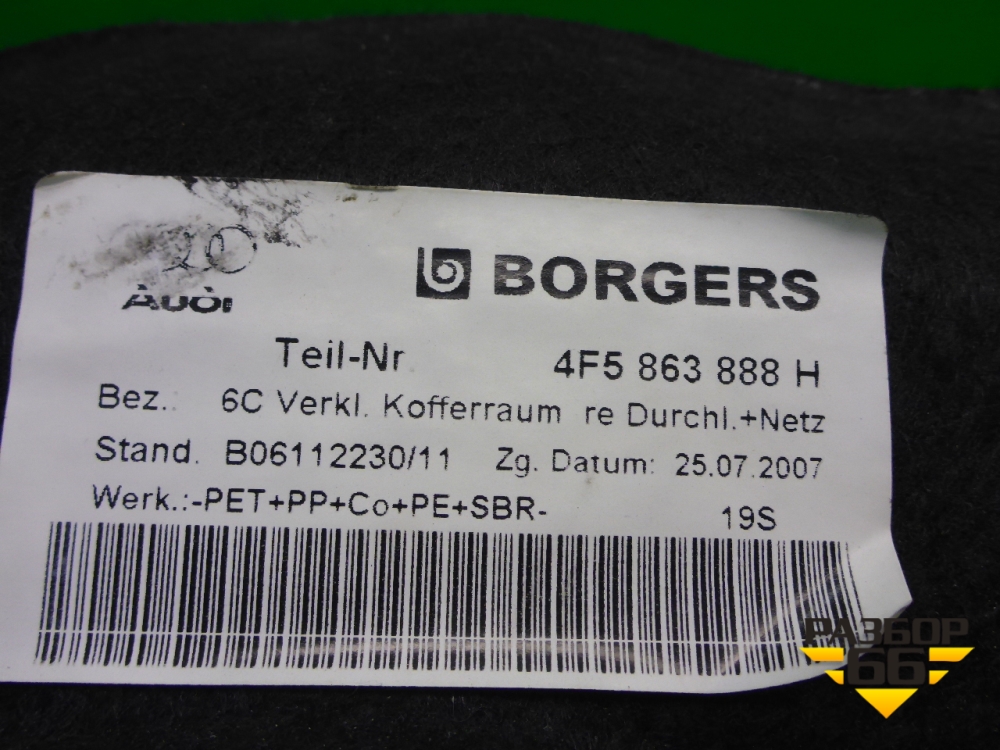 Audi
BORGERS
Teil-Nr 4F5 863 888 H
Bez.: 6C Verkl. Kofferraum re Durchl.+Netz
Stand. B06112230/11 Zg. Datum: 25.07.2007
Werk.:-PET+PP+Co+PE+SBR- 19S
РАЗБОР
66